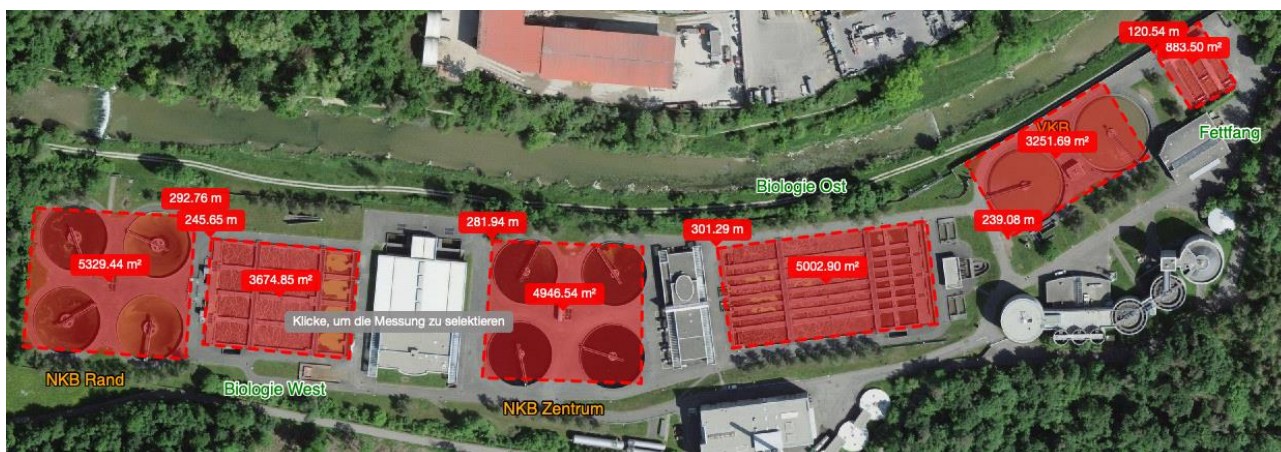 120.54 m
883.50 m²
VKB
3251.69 m²
Fettfang
Biologie Ost
292.76 m
245.65 m
281.94 m
301.29 m
239.08 m
5329.44 m²
3674.85 m²
4946.54 m²
5002.90 m²
Klicke, um die Messung zu selektieren
NKB Rand
Biologie West
NKB Zentrum